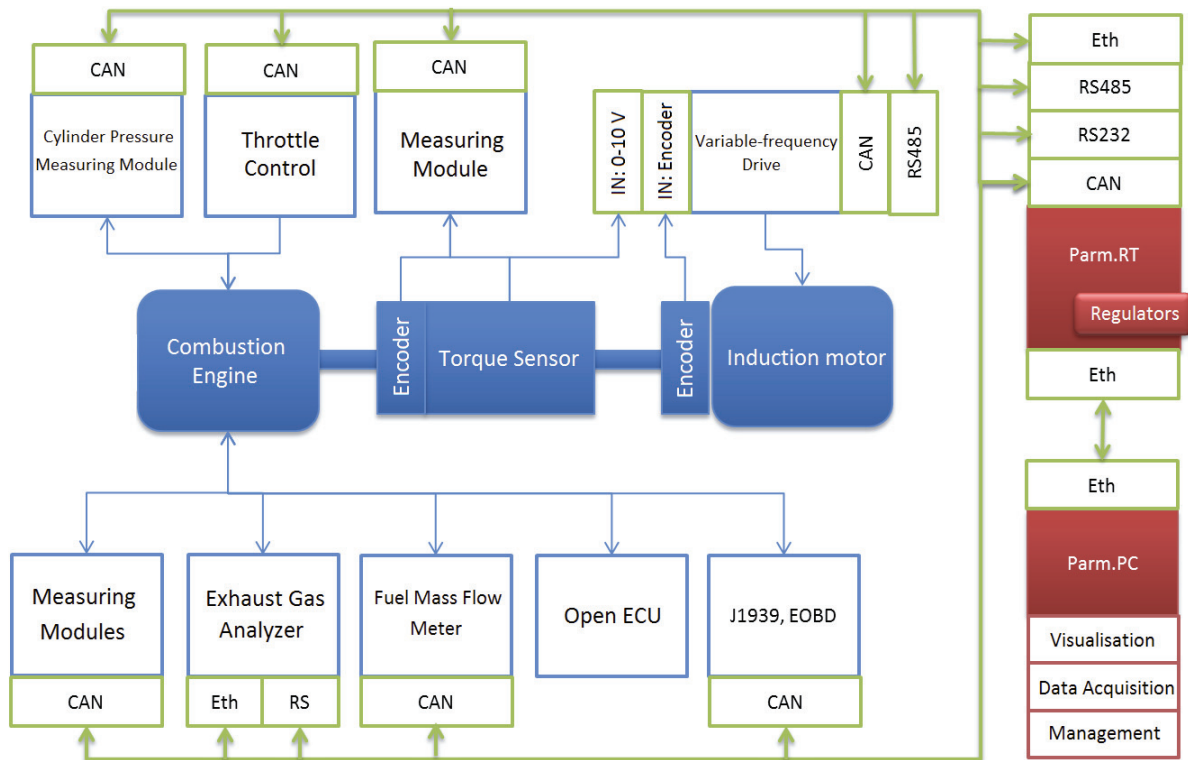 CAN
CAN
CAN
Eth
RS485
RS232
CAN
Cylinder Pressure
Measuring Module
Throttle
Control
Measuring
Module
IN: 0-10 V
IN: Encoder
Variable-frequency
Drive
CAN
RS485
Parm.RT
Regulators
Eth
Combustion
Engine
Encoder
Torque Sensor
Encoder
Induction motor
Eth
Parm.PC
Visualisation
Data Acquisition
Management
Measuring
Modules
CAN
Exhaust Gas
Analyzer
Eth
RS
Fuel Mass Flow
Meter
CAN
Open ECU
J1939, EOBD
CAN